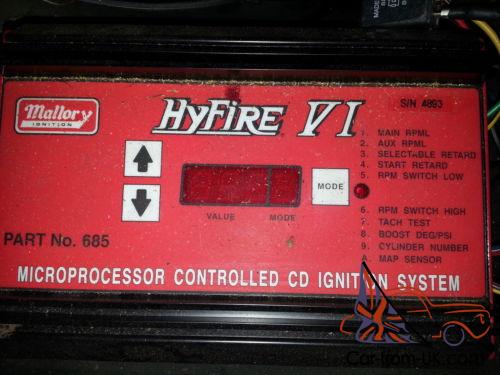 MADE
Mallory
IGNITION
HYFIRE VI
S/N 4893
1. MAIN RPML
2. AUX RPML
3. SELECTABLE RETARD
4. START RETARD
5. RPM SWITCH LOW
MODE
VALUE MODE
6. RPM SWITCH HIGH
7. TACH TEST
8. BOOST DEG/PSI
9. CYLINDER NUMBER
A. MAP SENSOR
PART No. 685
MICROPROCESSOR CONTROLLED CD IGNITION SYSTEM
Car-from-UK.com